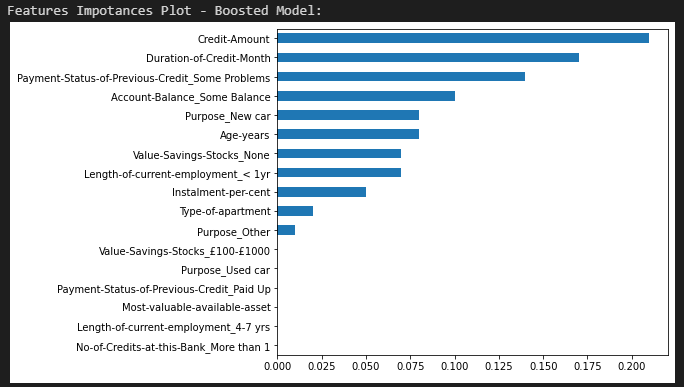 Features Impotances Plot - Boosted Model:
Credit-Amount
Duration-of-Credit-Month
Payment-Status-of-Previous-Credit_Some Problems
Account-Balance_Some Balance
Purpose_New car
Age-years
Value-Savings-Stocks_None
Length-of-current-employment_< 1yr
Instalment-per-cent
Type-of-apartment
Purpose_Other
Value-Savings-Stocks_£100-£1000
Purpose_Used car
Payment-Status-of-Previous-Credit_Paid Up
Most-valuable-available-asset
Length-of-current-employment_4-7 yrs
No-of-Credits-at-this-Bank_More than 1
0.000 0.025 0.050 0.075 0.100 0.125 0.150 0.175 0.200